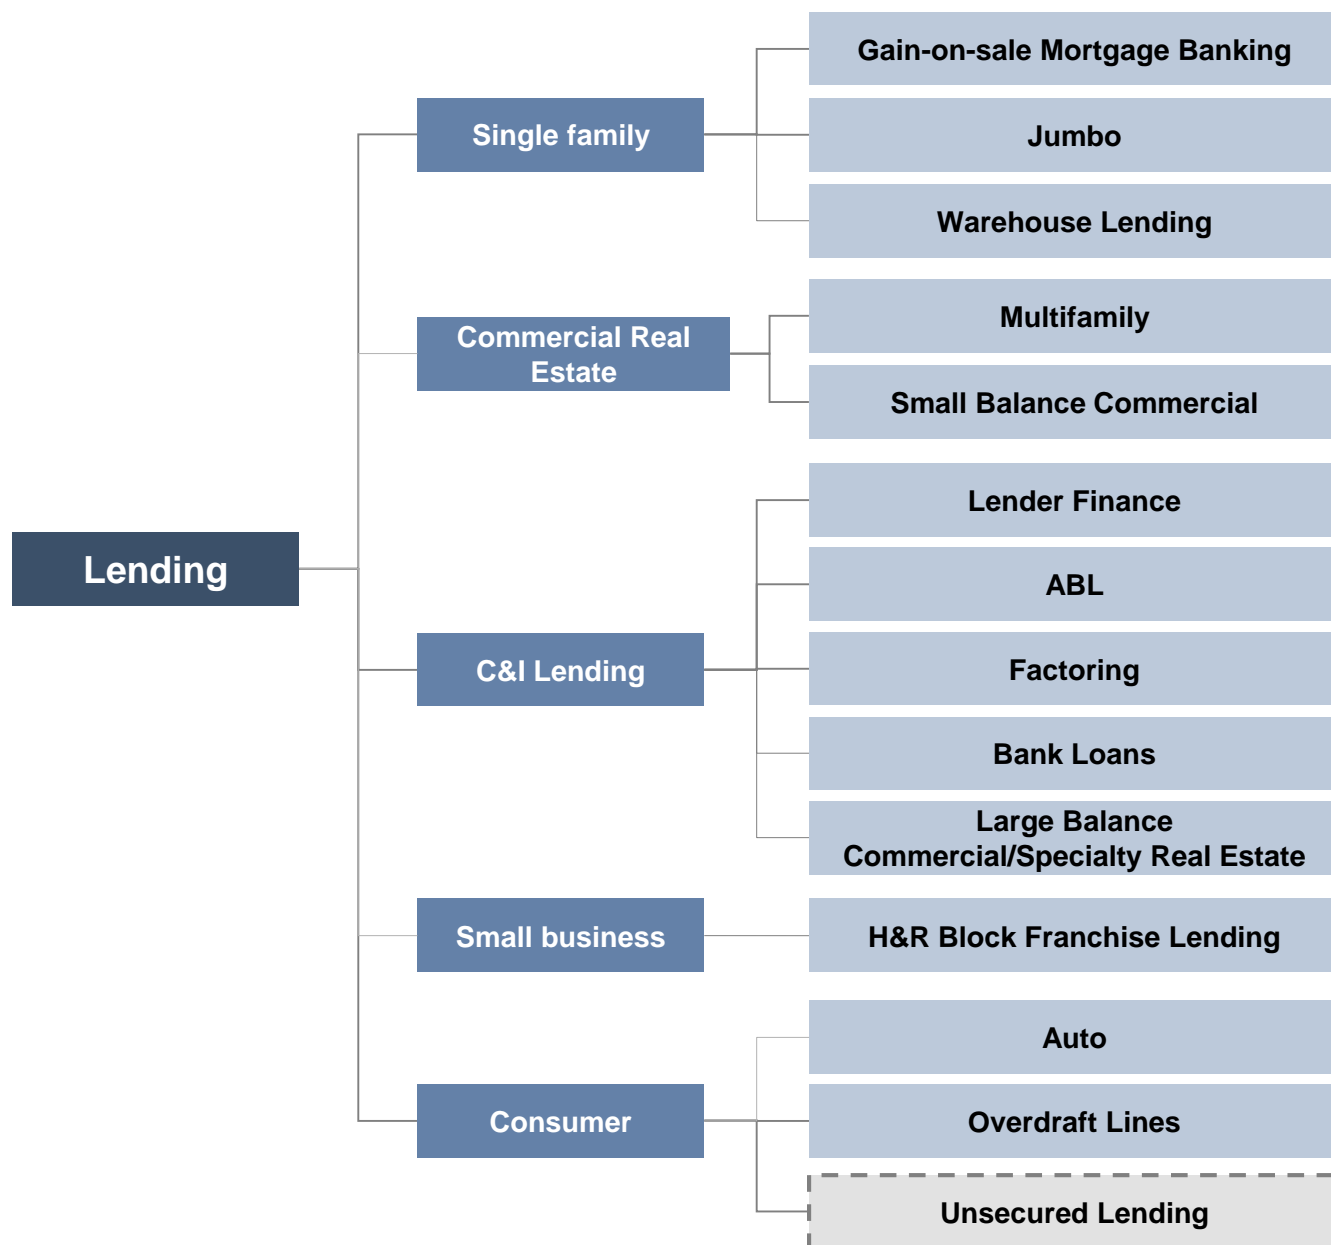 Lending
Single family
Gain-on-sale Mortgage Banking
Jumbo
Warehouse Lending
Commercial Real
Estate
Multifamily
Small Balance Commercial
C&I Lending
Lender Finance
ABL
Factoring
Bank Loans
Large Balance
Commercial/Specialty Real Estate
Small business
H&R Block Franchise Lending
Consumer
Auto
Overdraft Lines
Unsecured Lending